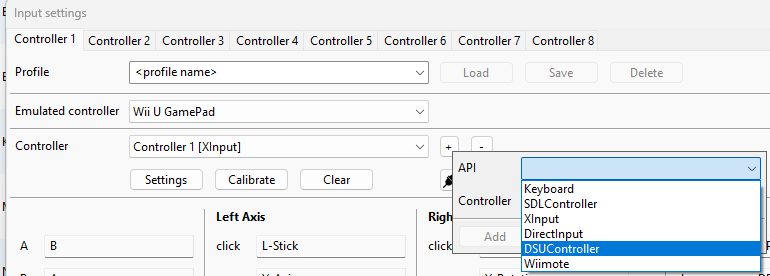 Input settings
Controller 1 Controller 2 Controller 3 Controller 4 Controller 5 Controller 6 Controller 7 Controller 8
Profile <profile name> Load Save Delete
Emulated controller Wii U GamePad
Controller Controller 1 [XInput] + -
API
Keyboard
Settings Calibrate Clear
SDLController
Controller
XInput
Left Axis
DirectInput
Add
A B click L-Stick click DSUController
Wiimote